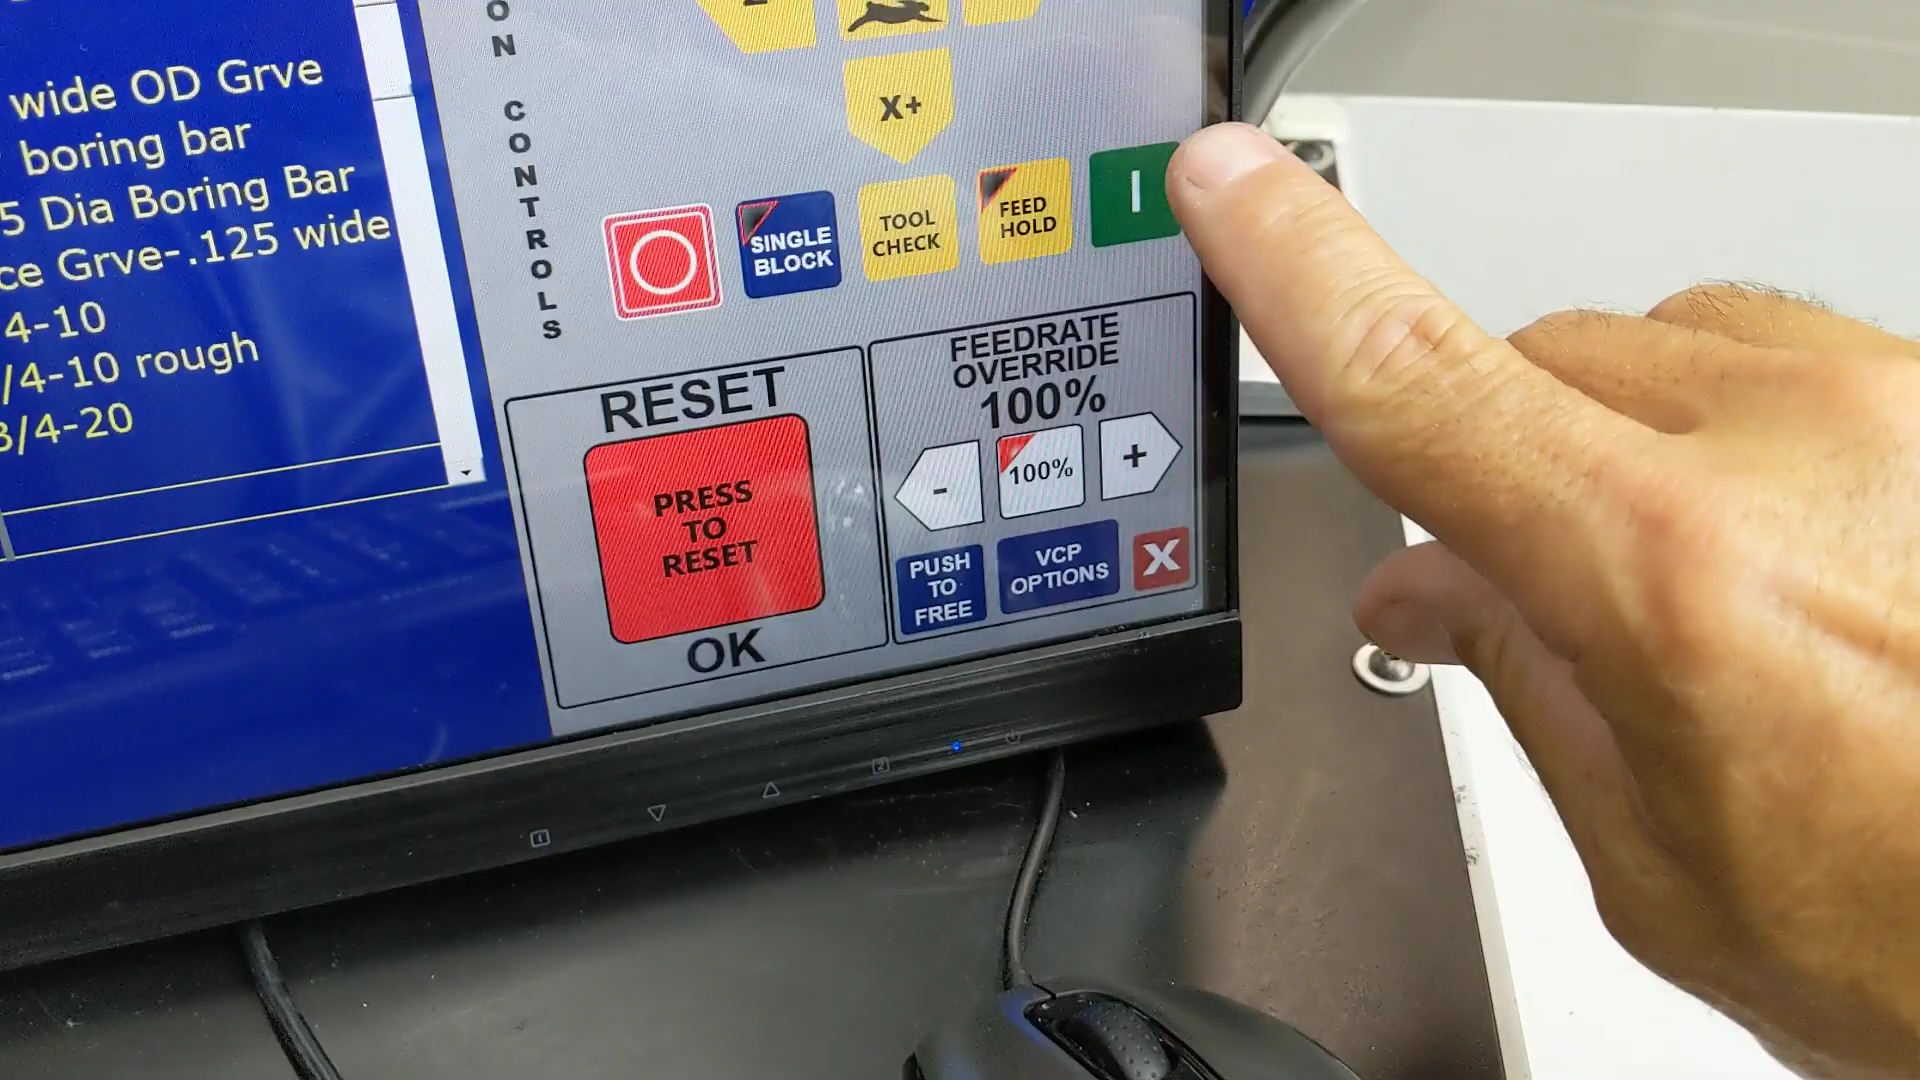 wide OD Grve
boring bar
5 Dia Boring Bar
ce Grve-.125 wide
4-10
/4-10 rough
3/4-20
ON
CONTROLS
X+
SINGLE
BLOCK
TOOL
CHECK
FEED
HOLD
I
RESET
PRESS
TO
RESET
OK
FEEDRATE
OVERRIDE
100%
-
100%
+
PUSH
TO
FREE
VCP
OPTIONS
X
1
2